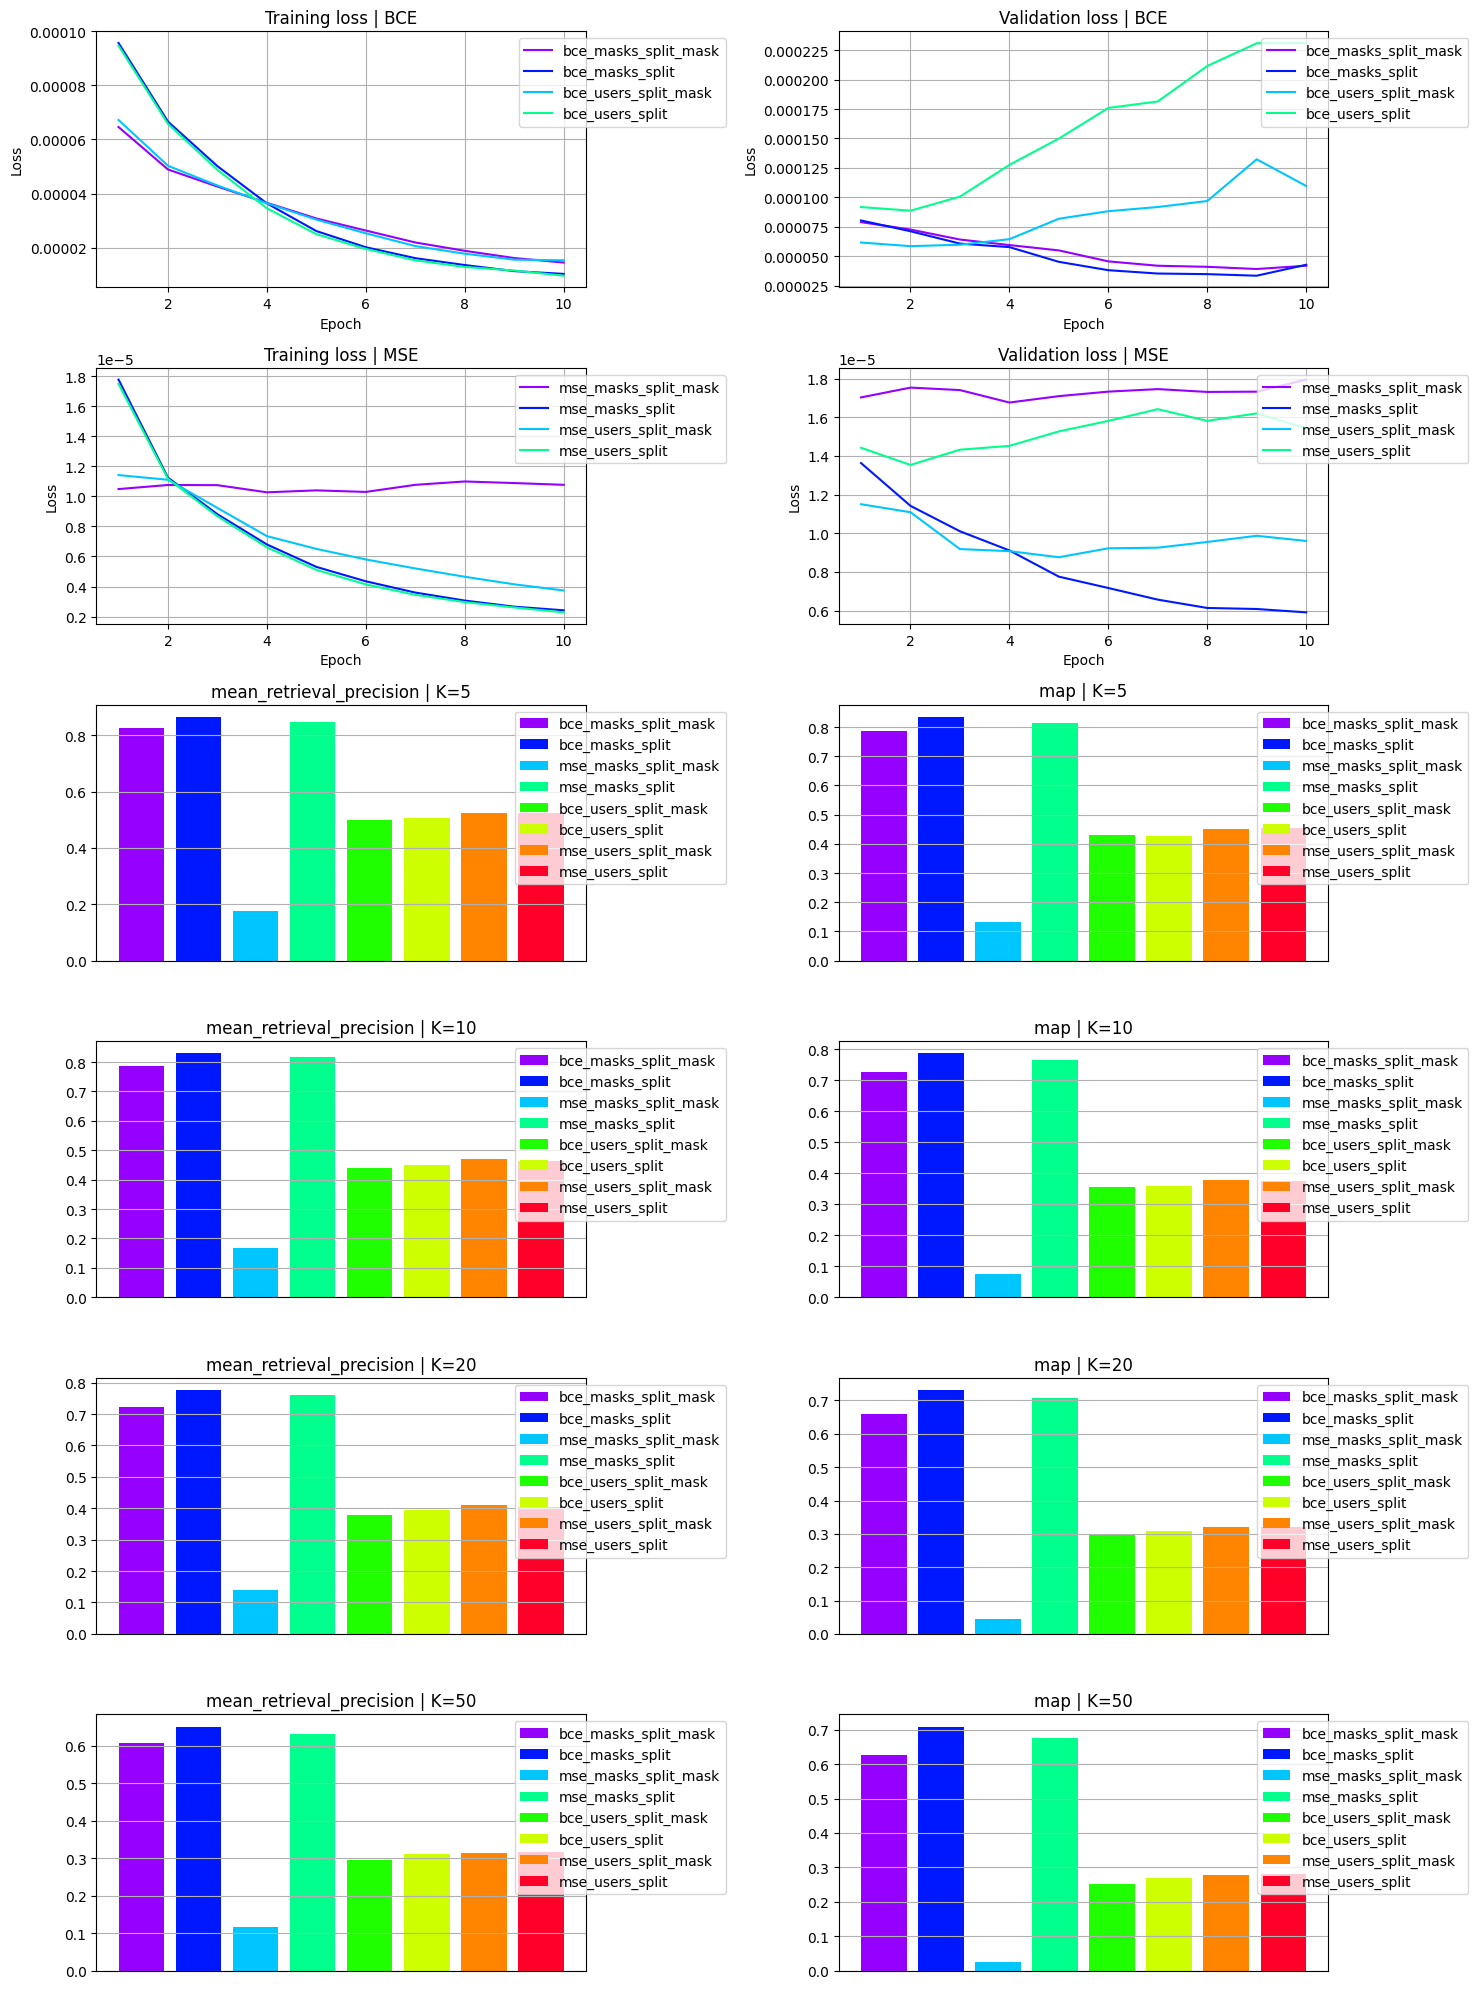 Training loss | BCE
0.00010
0.00008
0.00006
0.00004
0.00002
Loss
2 4 6 8 10
Epoch
bce_masks_split_mask
bce_masks_split
bce_users_split_mask
bce_users_split
Validation loss | BCE
0.000225
0.000200
0.000175
0.000150
0.000125
0.000100
0.000075
0.000050
0.000025
Loss
2 4 6 8 10
Epoch
bce_masks_split_mask
bce_masks_split
bce_users_split_mask
bce_users_split
Training loss | MSE
1e−5
1.8
1.6
1.4
1.2
1.0
0.8
0.6
0.4
0.2
Loss
2 4 6 8 10
Epoch
mse_masks_split_mask
mse_masks_split
mse_users_split_mask
mse_users_split
Validation loss | MSE
1e−5
1.8
1.6
1.4
1.2
1.0
0.8
0.6
Loss
2 4 6 8 10
Epoch
mse_masks_split_mask
mse_masks_split
mse_users_split_mask
mse_users_split
mean_retrieval_precision | K=5
0.8
0.6
0.4
0.2
0.0
bce_masks_split_mask
bce_masks_split
mse_masks_split_mask
mse_masks_split
bce_users_split_mask
bce_users_split
mse_users_split_mask
mse_users_split
map | K=5
0.8
0.7
0.6
0.5
0.4
0.3
0.2
0.1
0.0
bce_masks_split_mask
bce_masks_split
mse_masks_split_mask
mse_masks_split
bce_users_split_mask
bce_users_split
mse_users_split_mask
mse_users_split
mean_retrieval_precision | K=10
0.8
0.7
0.6
0.5
0.4
0.3
0.2
0.1
0.0
bce_masks_split_mask
bce_masks_split
mse_masks_split_mask
mse_masks_split
bce_users_split_mask
bce_users_split
mse_users_split_mask
mse_users_split
map | K=10
0.8
0.7
0.6
0.5
0.4
0.3
0.2
0.1
0.0
bce_masks_split_mask
bce_masks_split
mse_masks_split_mask
mse_masks_split
bce_users_split_mask
bce_users_split
mse_users_split_mask
mse_users_split
mean_retrieval_precision | K=20
0.8
0.7
0.6
0.5
0.4
0.3
0.2
0.1
0.0
bce_masks_split_mask
bce_masks_split
mse_masks_split_mask
mse_masks_split
bce_users_split_mask
bce_users_split
mse_users_split_mask
mse_users_split
map | K=20
0.7
0.6
0.5
0.4
0.3
0.2
0.1
0.0
bce_masks_split_mask
bce_masks_split
mse_masks_split_mask
mse_masks_split
bce_users_split_mask
bce_users_split
mse_users_split_mask
mse_users_split
mean_retrieval_precision | K=50
0.6
0.5
0.4
0.3
0.2
0.1
0.0
bce_masks_split_mask
bce_masks_split
mse_masks_split_mask
mse_masks_split
bce_users_split_mask
bce_users_split
mse_users_split_mask
mse_users_split
map | K=50
0.7
0.6
0.5
0.4
0.3
0.2
0.1
0.0
bce_masks_split_mask
bce_masks_split
mse_masks_split_mask
mse_masks_split
bce_users_split_mask
bce_users_split
mse_users_split_mask
mse_users_split